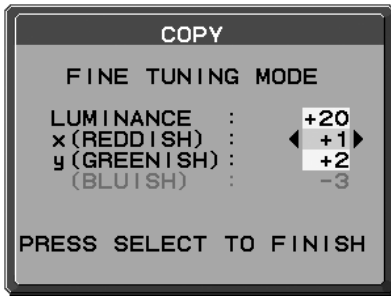 COPY
FINE TUNING MODE
LUMINANCE : +20
x(REDDISH) : +1
y(GREENISH) : +2
(BLUISH) : -3
PRESS SELECT TO FINISH